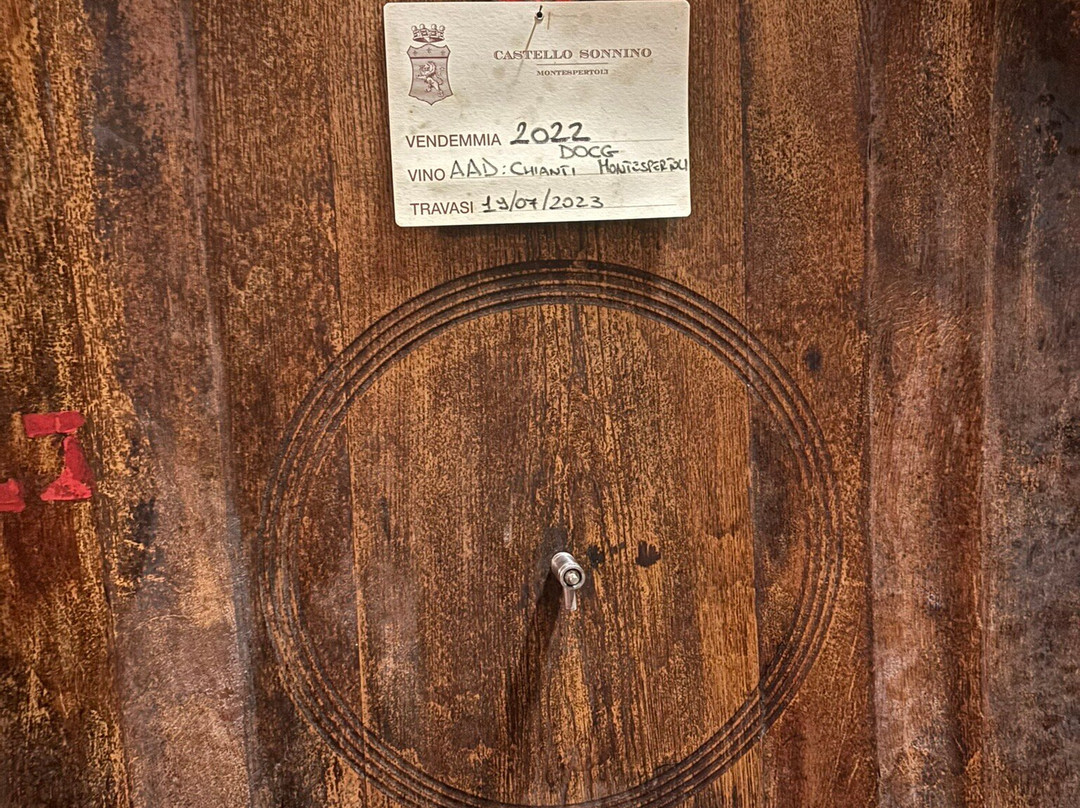 CASTELLO SONNINO
MONTESPERTOLI
VENDEMMIA 2022
DOCG
VINO AAD: CHIANTI MONTESPERTOLI
TRAVASI 19/07/2023